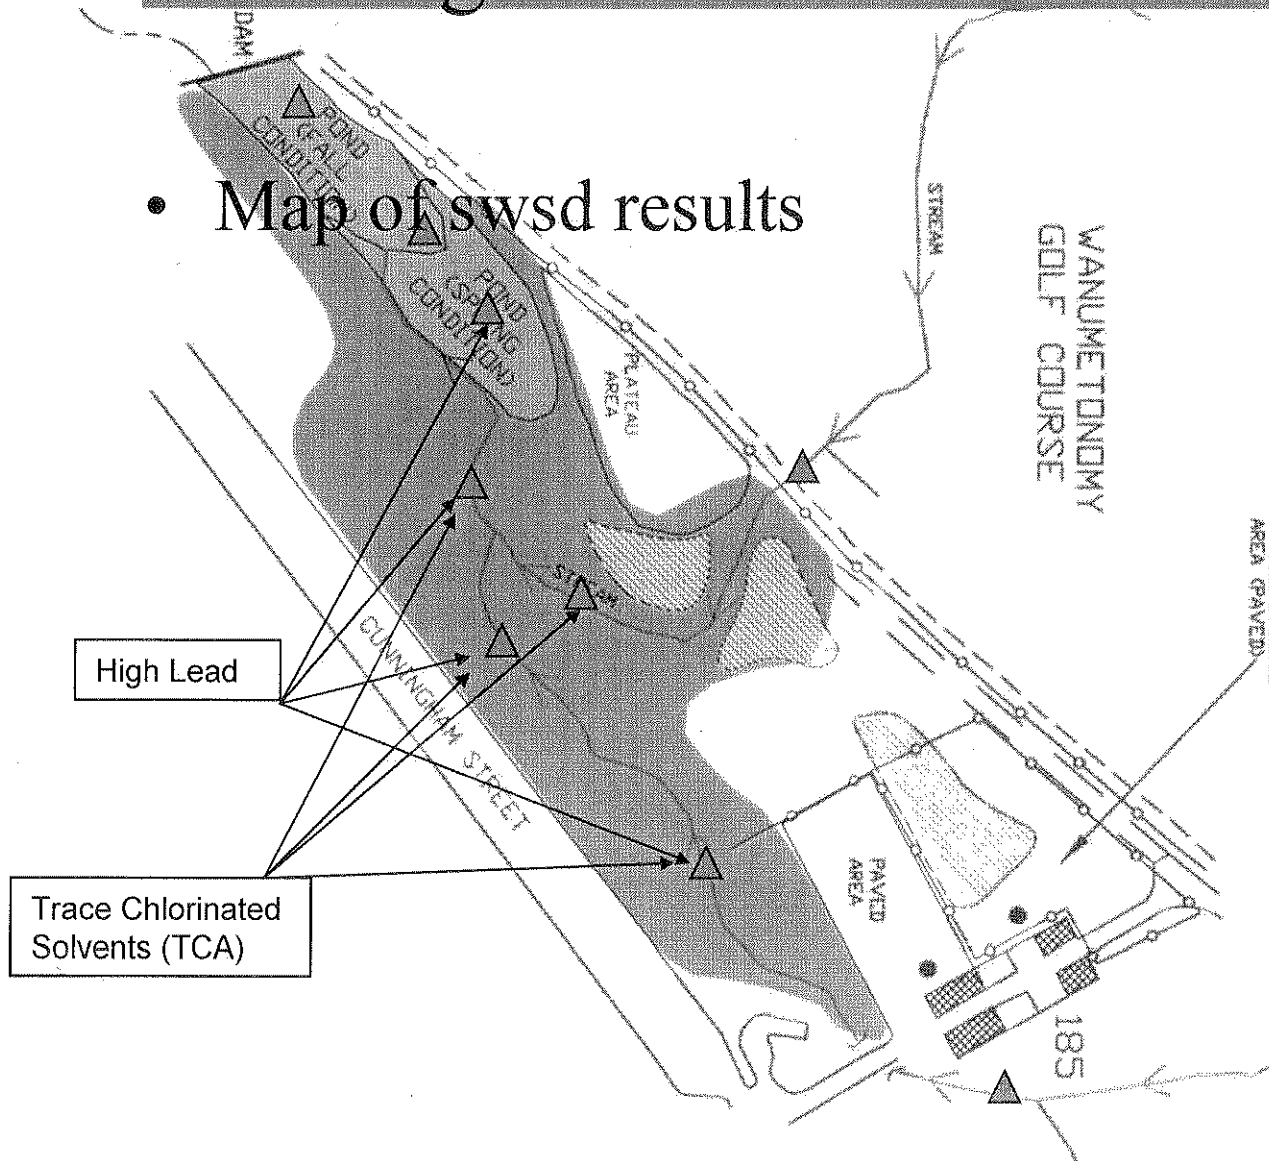 DAM
POND
(FALL
CONDITION)
• Map of swsd results
POND
(SPRING
CONDITION)
STREAM
WANUMETONOMY
GOLF COURSE
PLATEAU
AREA
AREA (PAVED)
STREAM
High Lead
CUNNINGHAM STREET
Trace Chlorinated
Solvents (TCA)
PAVED
AREA
185